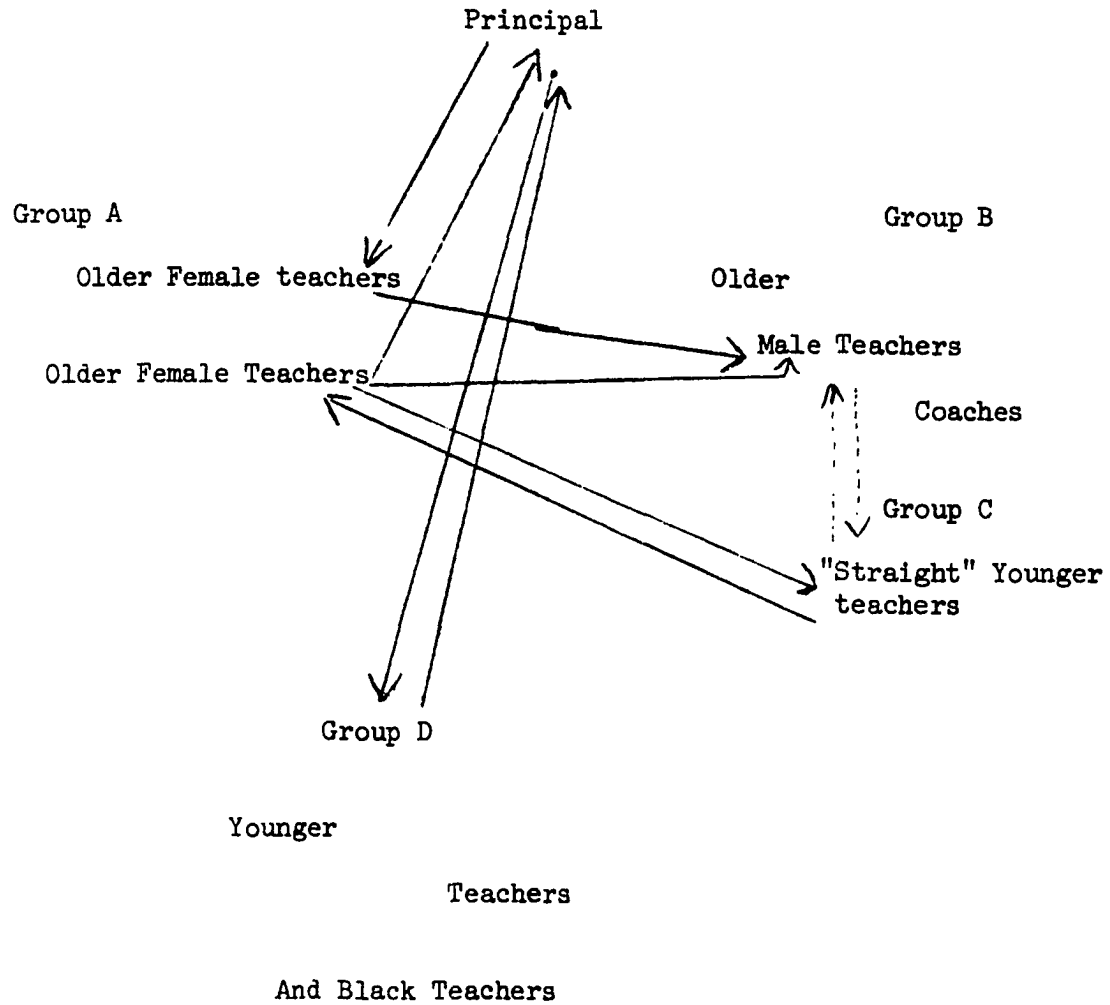 Principal
Group A
Group B
Older Female teachers
Older
Male Teachers
Older Female Teachers
Coaches
Group C
"Straight" Younger
teachers
Group D
Younger
Teachers
And Black Teachers